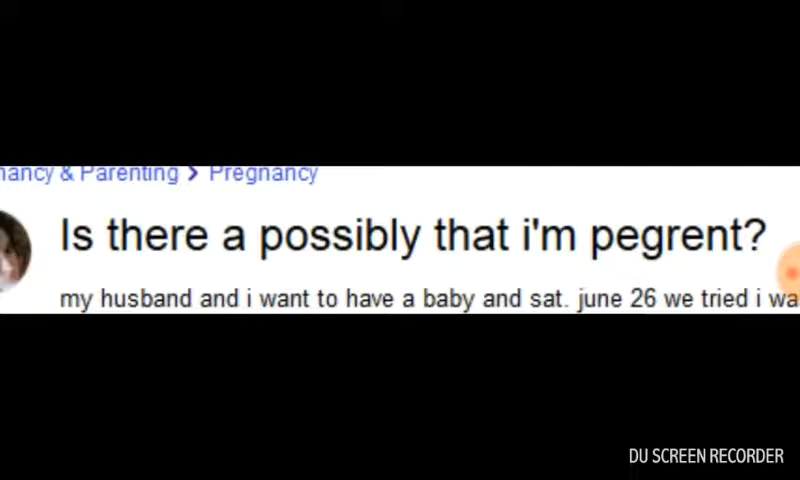 nancy & Parenting > Pregnancy
Is there a possibly that i'm pegrent?
my husband and i want to have a baby and sat. june 26 we tried i wa
DU SCREEN RECORDER